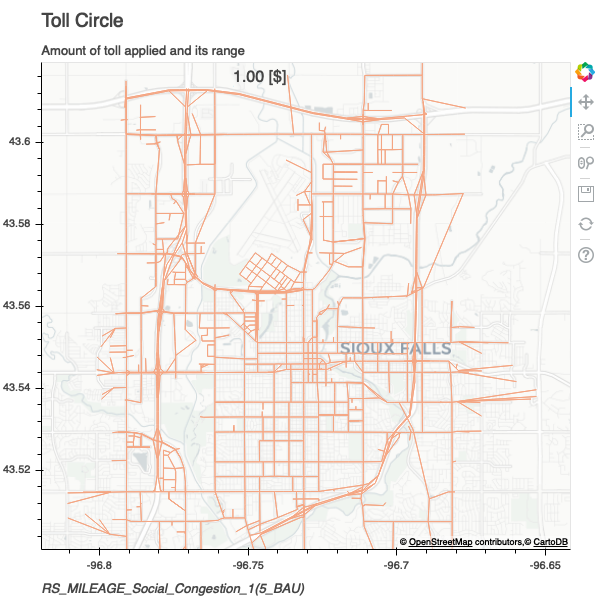 Toll Circle
Amount of toll applied and its range
1.00 [$]
43.6
43.58
43.56
SIOUX FALLS
43.54
43.52
© OpenStreetMap contributors,© CartoDB
-96.8
-96.75
-96.7
-96.65
RS_MILEAGE_Social_Congestion_1(5_BAU)